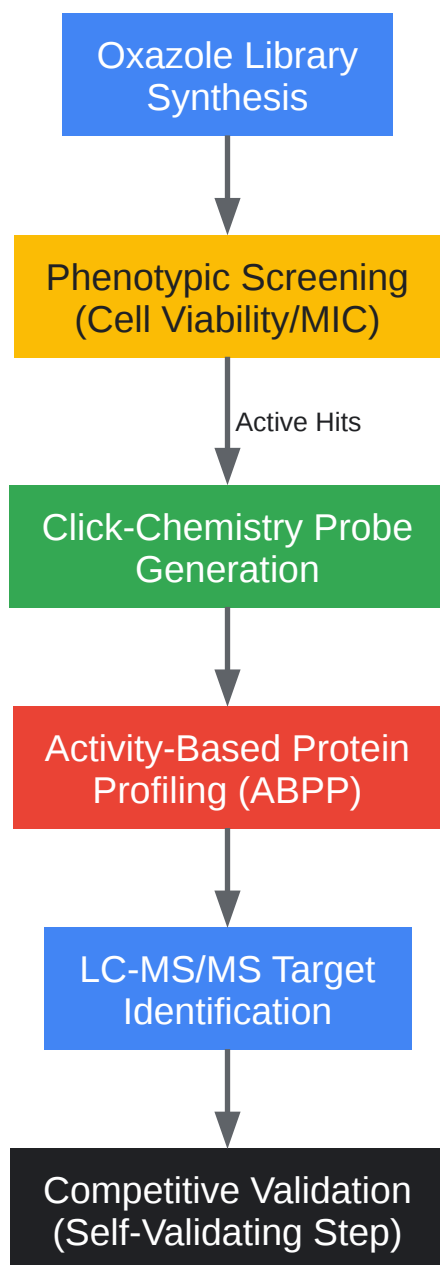 Oxazole Library
Synthesis
Phenotypic Screening
(Cell Viability/MIC)
Active Hits
Click-Chemistry Probe
Generation
Activity-Based Protein
Profiling (ABPP)
LC-MS/MS Target
Identification
Competitive Validation
(Self-Validating Step)